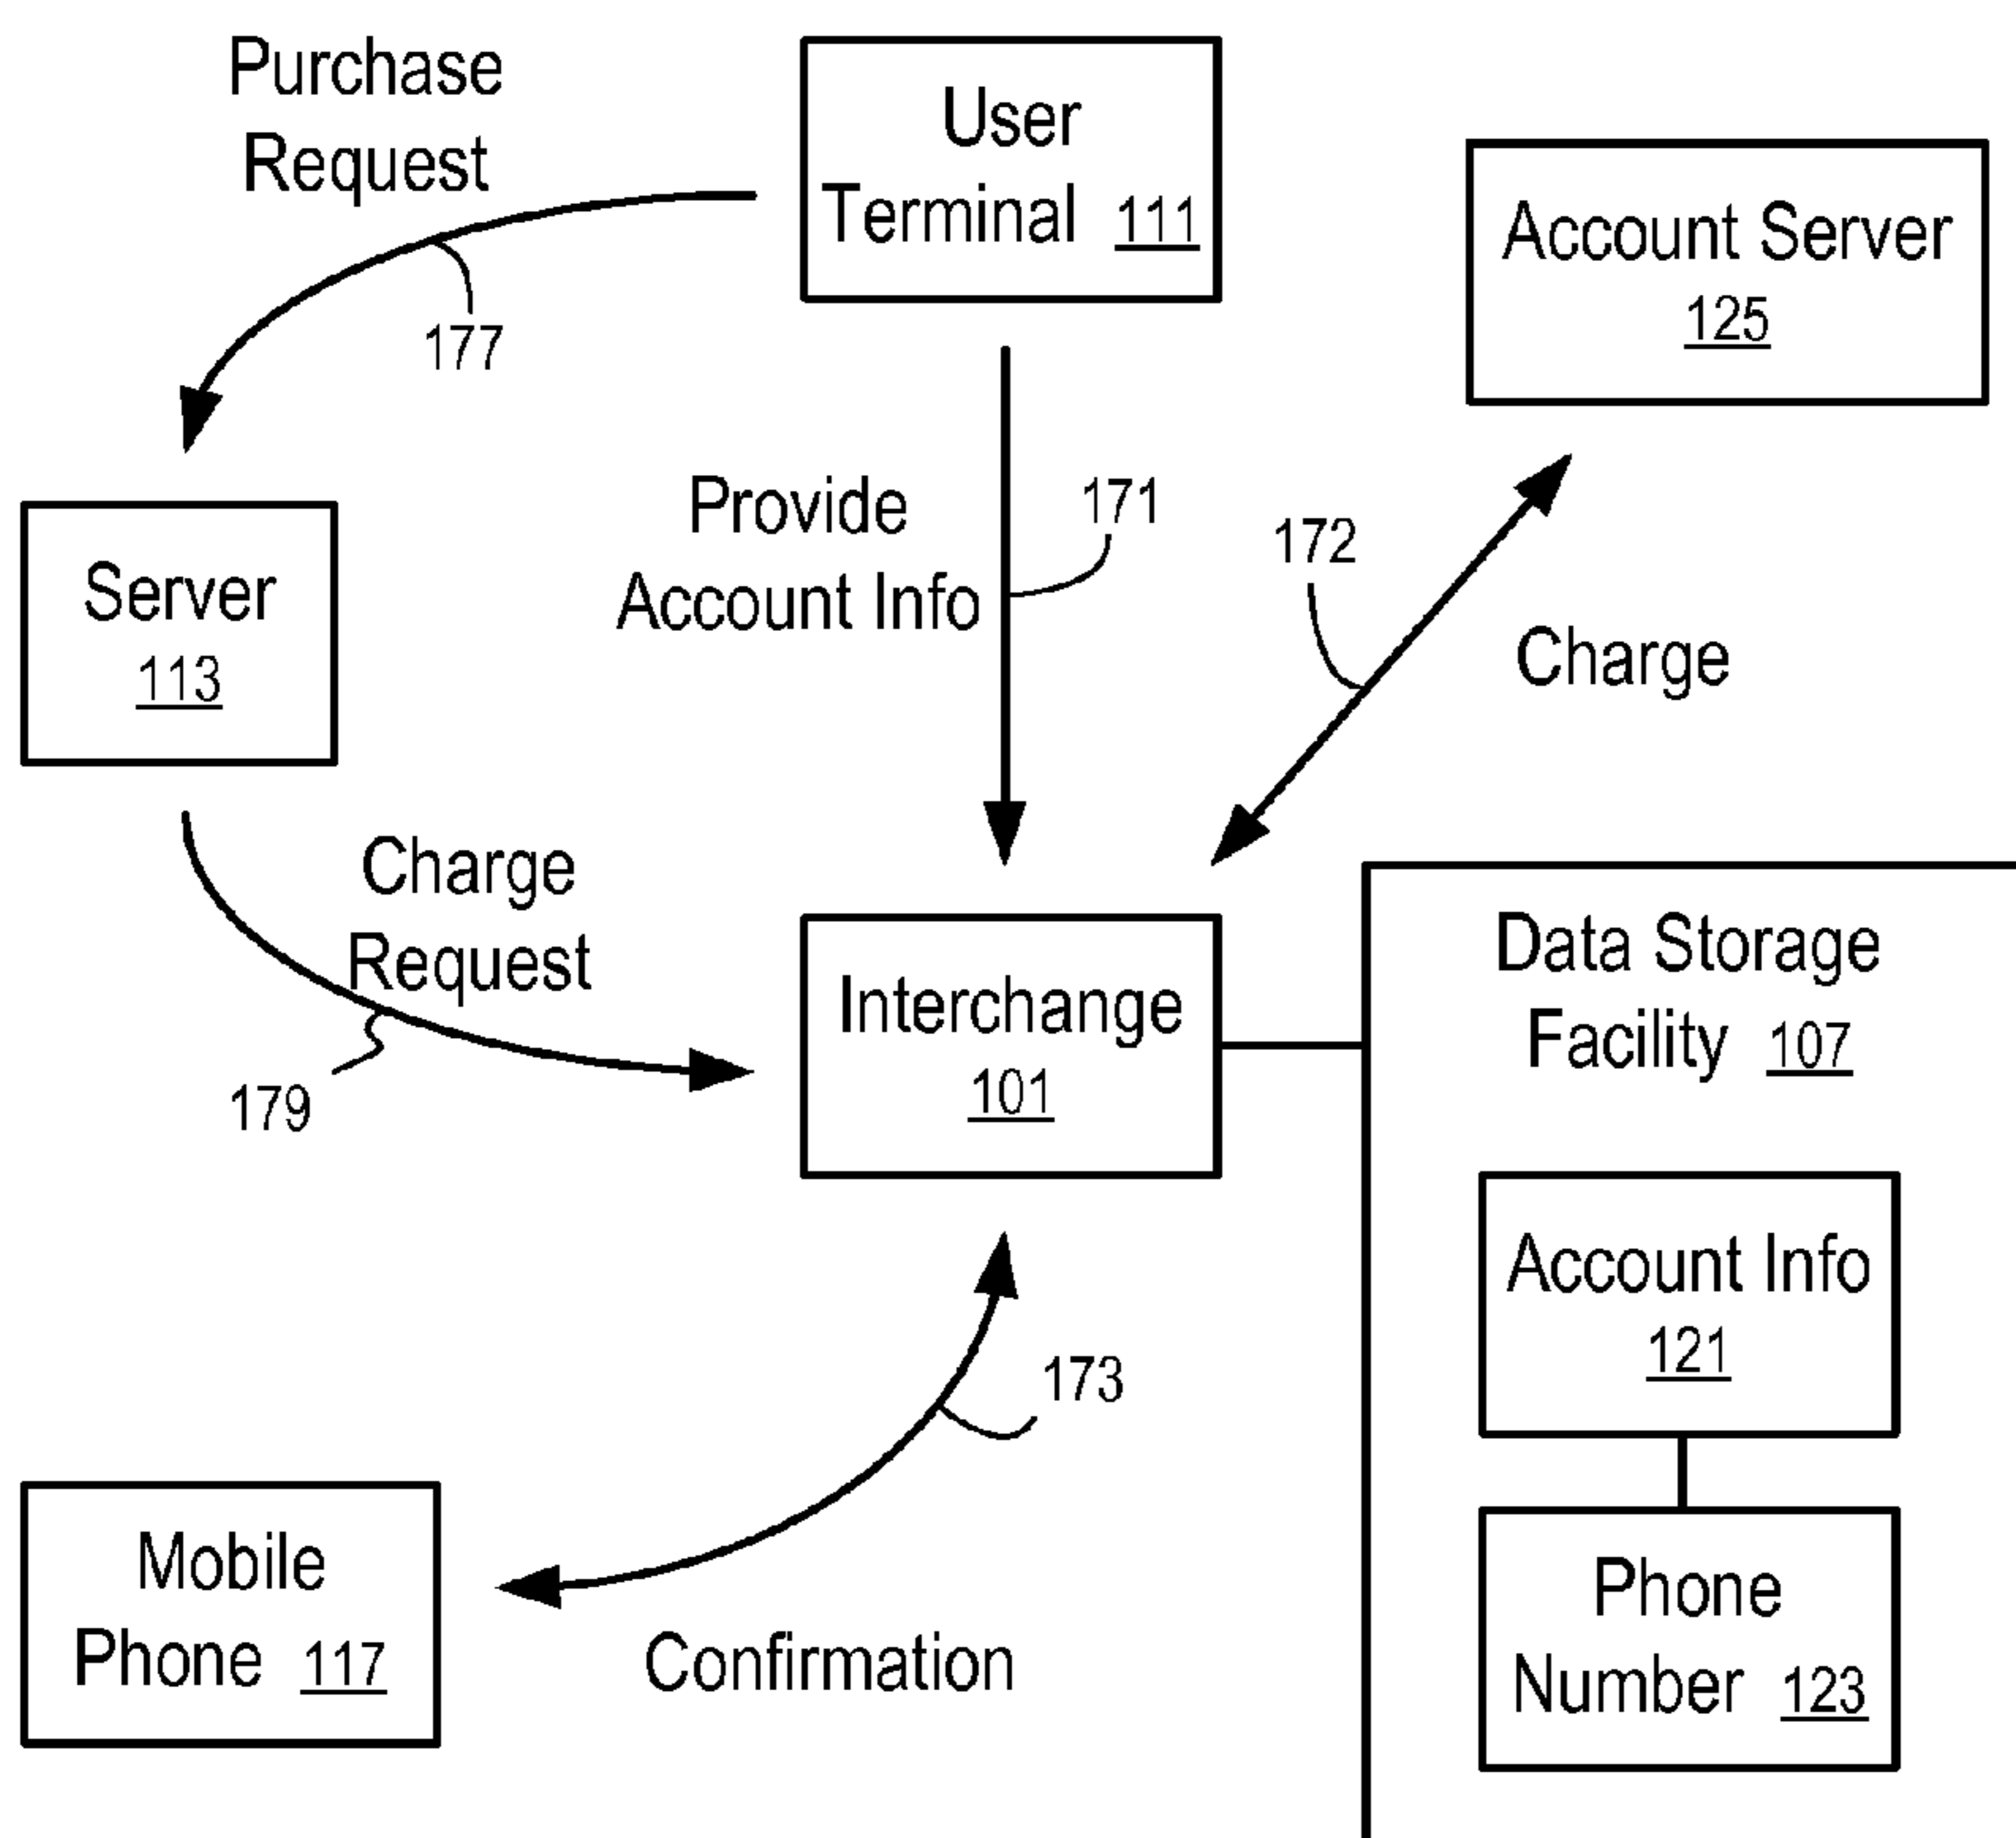 Purchase
Request
177
User
Terminal 111
Account Server
125
Server
113
Provide
Account Info
171
172
Charge
Charge
Request
179
Interchange
101
Data Storage
Facility 107
Account Info
121
Phone
Number 123
173
Mobile
Phone 117
Confirmation